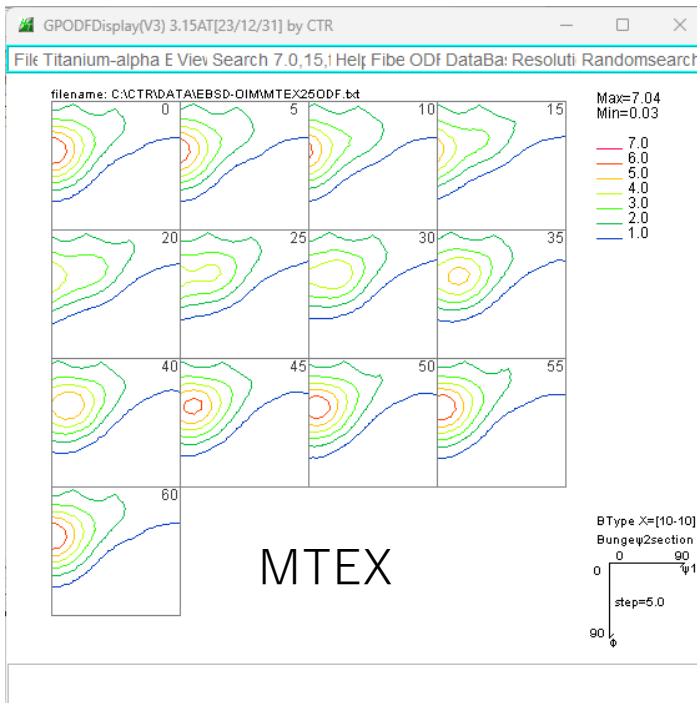 GPODFDisplay(V3) 3.15AT[23/12/31] by CTR
File Titanium-alpha E View Search 7.0,15,1 Help Fibe ODF DataBas Resoluti Randomsearch
filename: C:\CTR\DATA\EBSD-OIM\MTEX25ODF.txt
Max=7.04
Min=0.03
0 5 10 15
7.0
6.0
5.0
4.0
3.0
2.0
1.0
20 25 30 35
40 45 50 55
60
MTEX
BType X=[10-10]
Bungeψ2section
0 90
0 ψ1
step=5.0
90
Φ